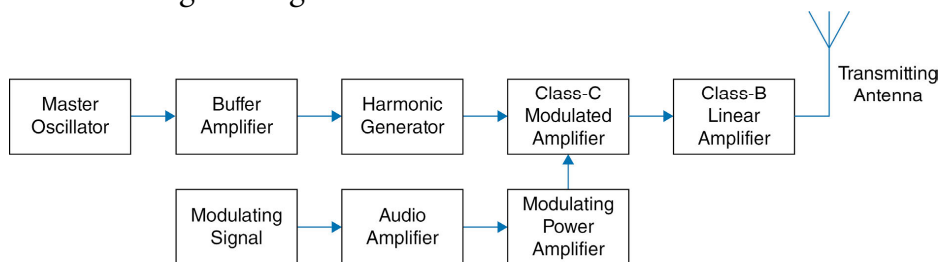 Master
Oscillator
Buffer
Amplifier
Harmonic
Generator
Class-C
Modulated
Amplifier
Class-B
Linear
Amplifier
Transmitting
Antenna
Modulating
Signal
Audio
Amplifier
Modulating
Power
Amplifier